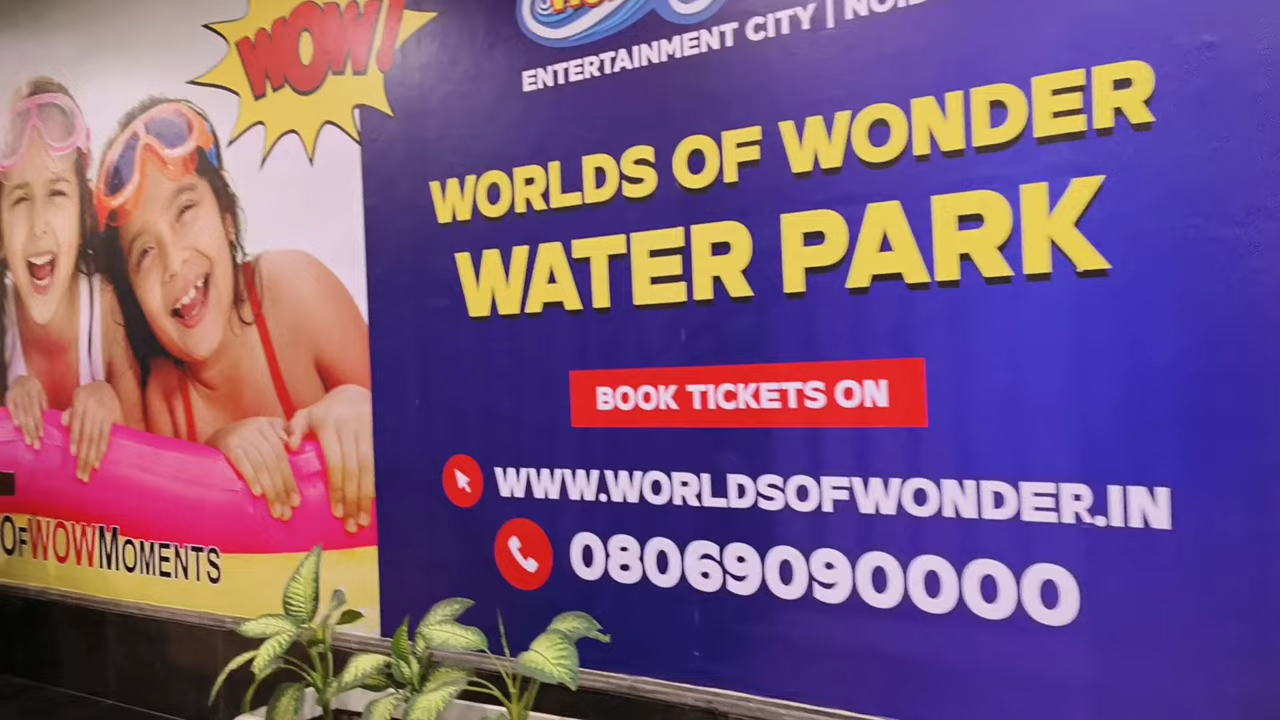 WOW!
ENTERTAINMENT CITY |
WORLDS OF WONDER
WATER PARK
BOOK TICKETS ON
WWW.WORLDSOFWONDER.IN
08069090000
OFWOWMOMENTS